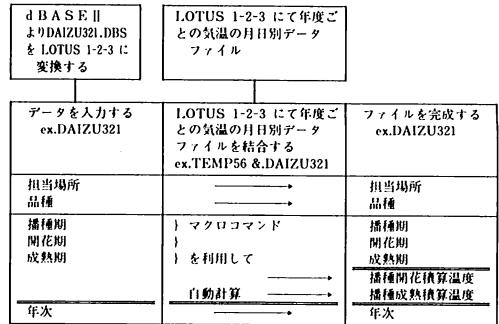 ｄＢＡＳＥⅡ
よりDAIZU321.DBS
を LOTUS 1-2-3 に
変換する
LOTUS 1-2-3 にて年度ご
との気温の月日別データ
ファイル
データを入力する
ex.DAIZU321
LOTUS 1-2-3 にて年度ご
との気温の月日別データ
ファイルを結合する
ex.TEMP56 &.DAIZU321
ファイルを完成する
ex.DAIZU321
担当場所
担当場所
品種
品種
播種期
} マクロコマンド
播種期
開花期
}
開花期
成熟期
} を利用して
成熟期
播種開花積算温度
自動計算
播種成熟積算温度
年次
年次